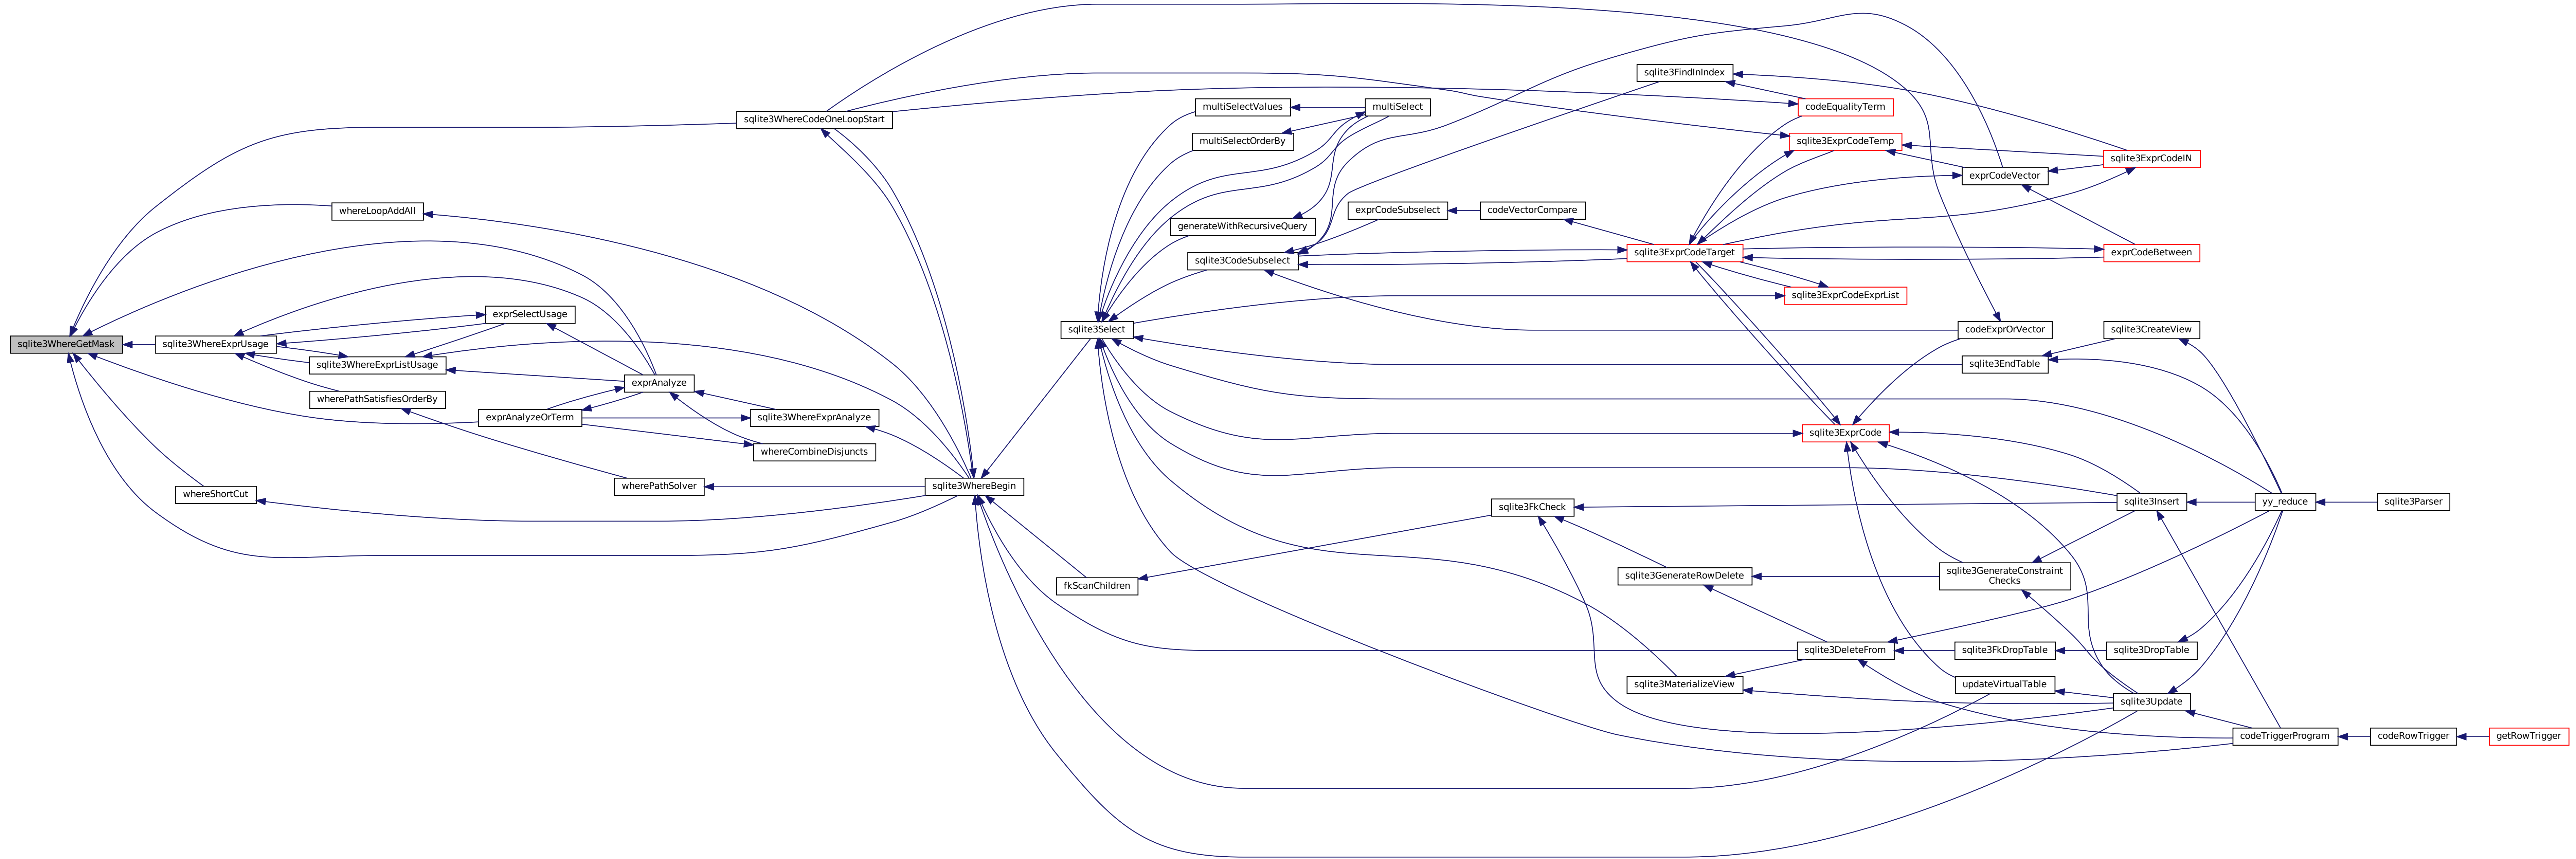 sqlite3WhereGetMask
sqlite3WhereCodeOneLoopStart
whereLoopAddAll
sqlite3WhereExprUsage
exprSelectUsage
sqlite3WhereExprListUsage
exprAnalyze
wherePathSatisfiesOrderBy
exprAnalyzeOrTerm
sqlite3WhereExprAnalyze
whereCombineDisjuncts
whereShortCut
wherePathSolver
sqlite3WhereBegin
sqlite3Select
fkScanChildren
multiSelectValues
multiSelect
multiSelectOrderBy
generateWithRecursiveQuery
sqlite3CodeSubselect
exprCodeSubselect
codeVectorCompare
sqlite3FindInIndex
codeEqualityTerm
sqlite3ExprCodeTemp
sqlite3ExprCodeIN
exprCodeVector
sqlite3ExprCodeTarget
exprCodeBetween
sqlite3ExprCodeExprList
codeExprOrVector
sqlite3CreateView
sqlite3EndTable
sqlite3ExprCode
sqlite3FkCheck
sqlite3Insert
yy_reduce
sqlite3Parser
sqlite3GenerateRowDelete
sqlite3GenerateConstraint
Checks
sqlite3DeleteFrom
sqlite3FkDropTable
sqlite3DropTable
sqlite3MaterializeView
updateVirtualTable
sqlite3Update
codeTriggerProgram
codeRowTrigger
getRowTrigger